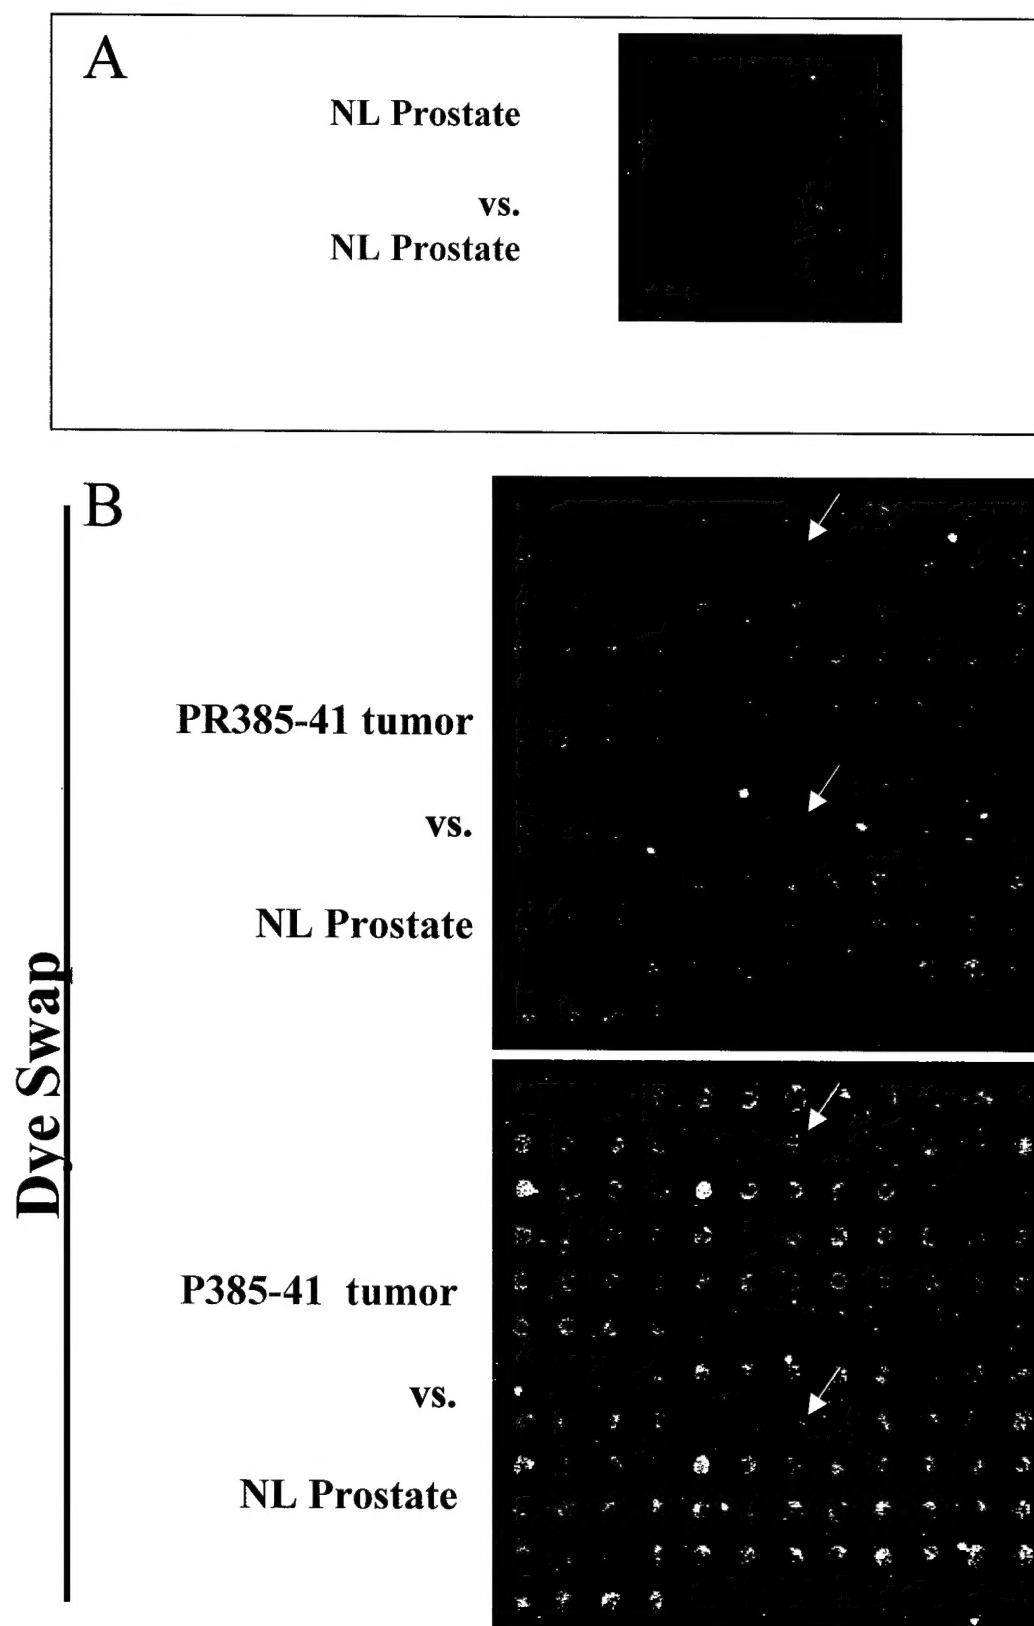 A
NL Prostate
vs.
NL Prostate
B
PR385-41 tumor
vs.
NL Prostate
Dye Swap
P385-41 tumor
vs.
NL Prostate